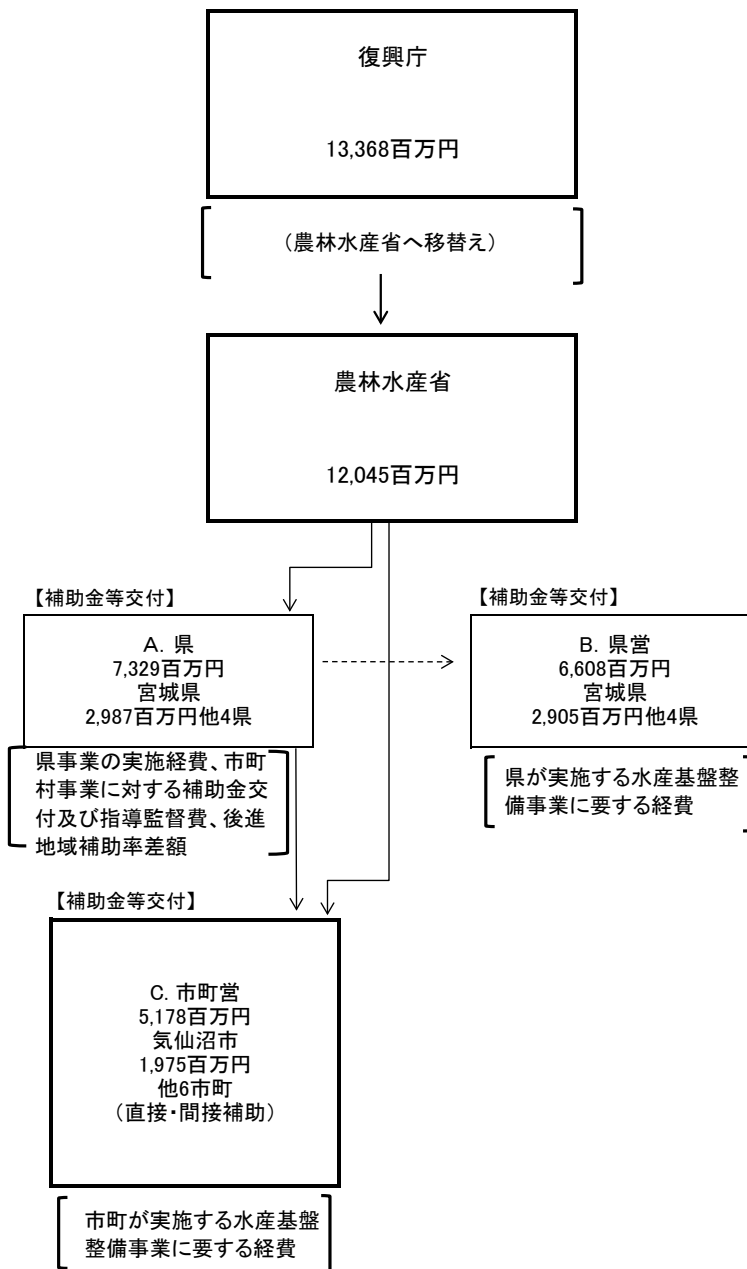 復興庁
13,368百万円
(農林水産省へ移替え)
農林水産省
12,045百万円
【補助金等交付】
A. 県
7,329百万円
宮城県
2,987百万円他4県
県事業の実施経費、市町
村事業に対する補助金交
付及び指導監督費、後進
地域補助率差額
【補助金等交付】
B. 県営
6,608百万円
宮城県
2,905百万円他4県
県が実施する水産基盤整
備事業に要する経費
【補助金等交付】
C. 市町営
5,178百万円
気仙沼市
1,975百万円
他6市町
(直接・間接補助)
市町が実施する水産基盤
整備事業に要する経費